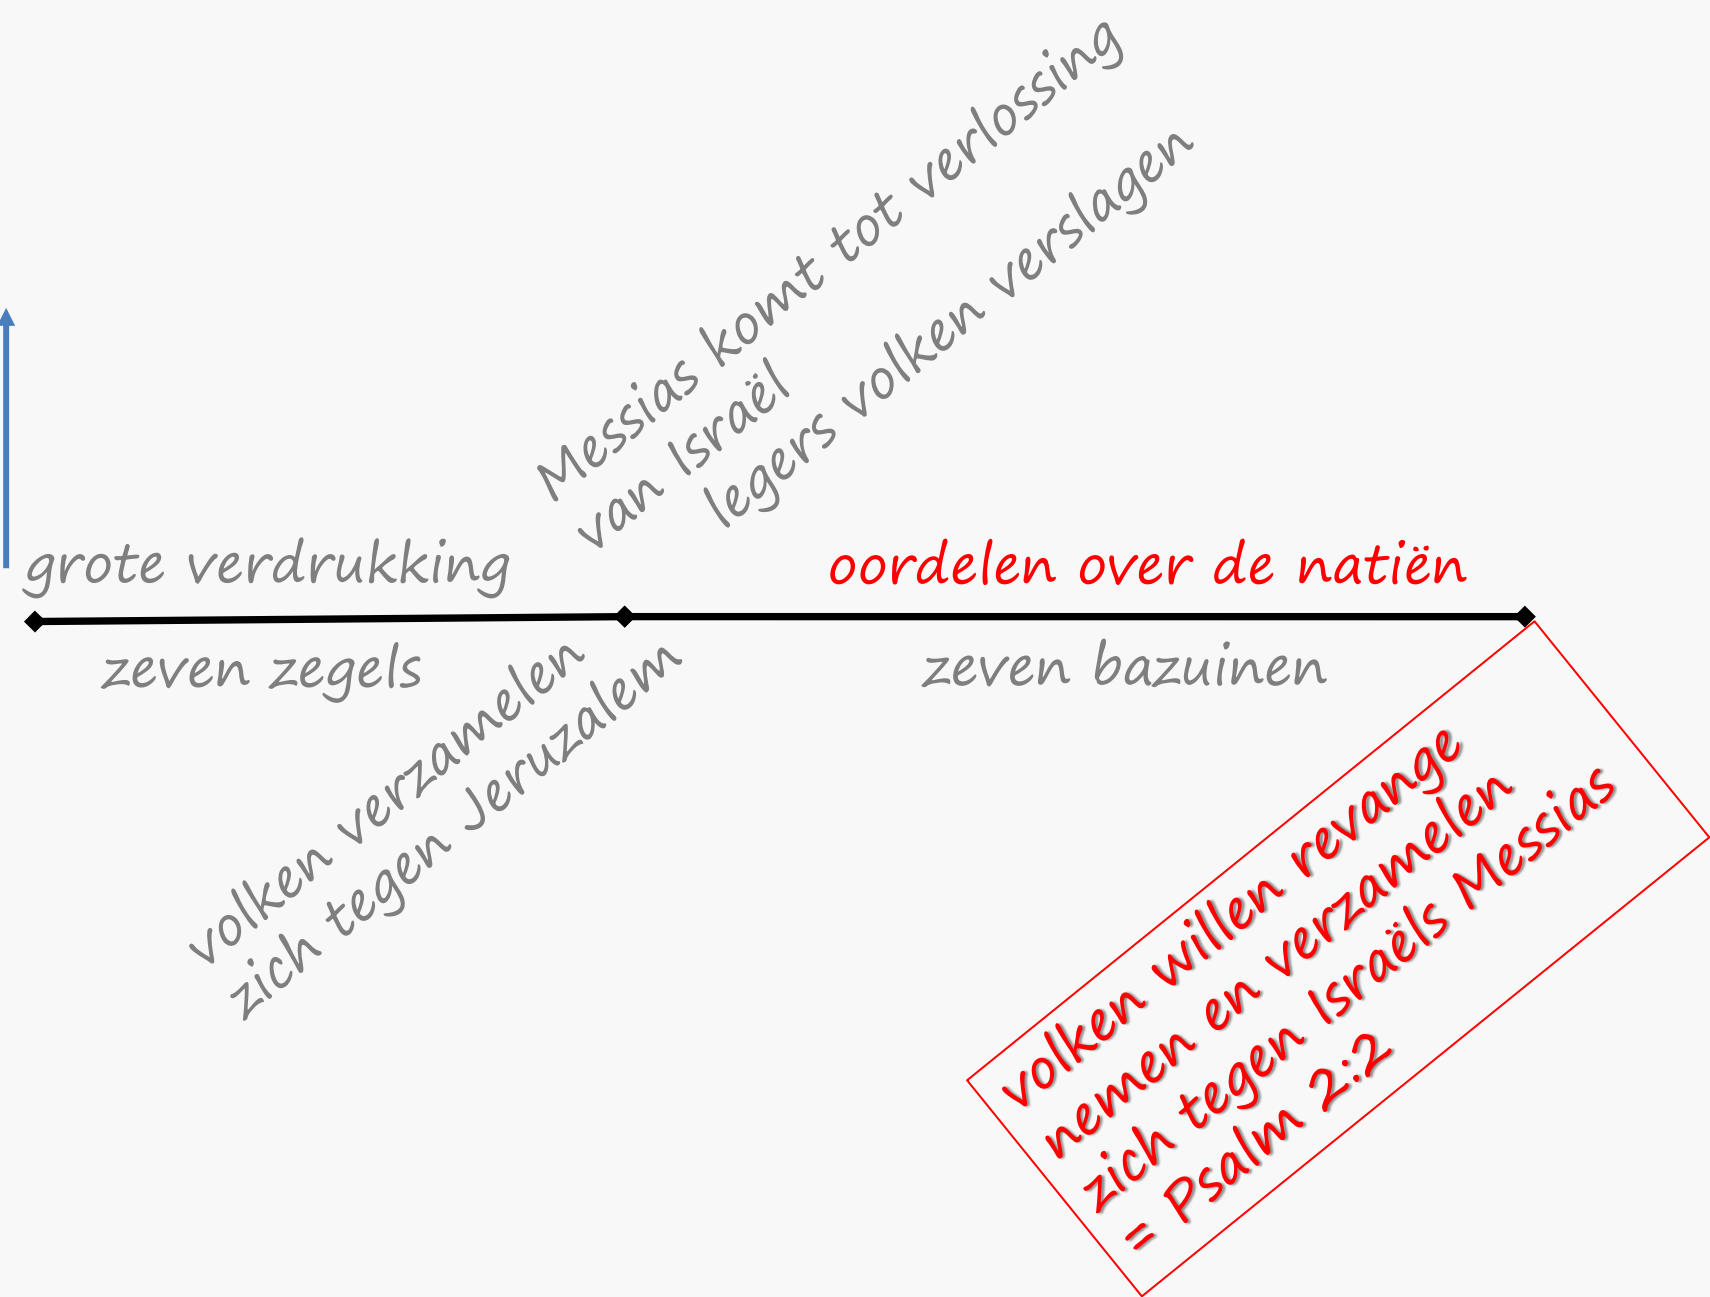 Messias komt tot verlossing
van Israël
legers volken verslagen
grote verdrukking
oordelen over de natiën
zeven zegels
zeven bazuinen
volken verzamelen
zich tegen Jeruzalem
volken willen revange
nemen en verzamelen
zich tegen Israëls Messias
= Psalm 2:2